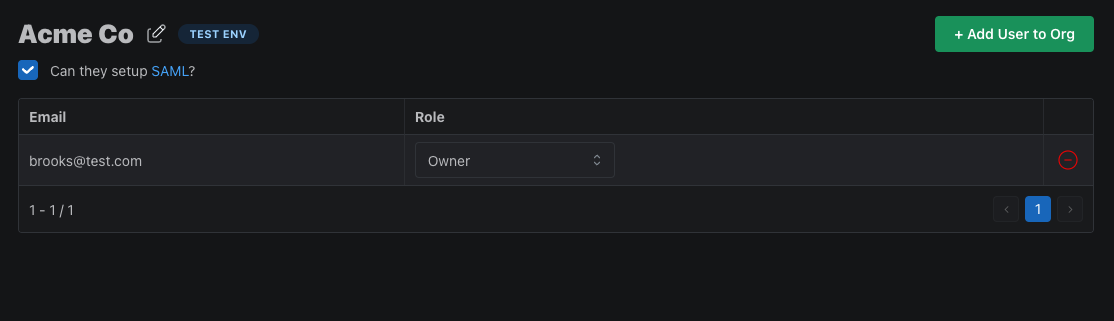 Acme Co TEST ENV + Add User to Org
Can they setup SAML?
Email Role
brooks@test.com Owner
1 - 1 / 1 1